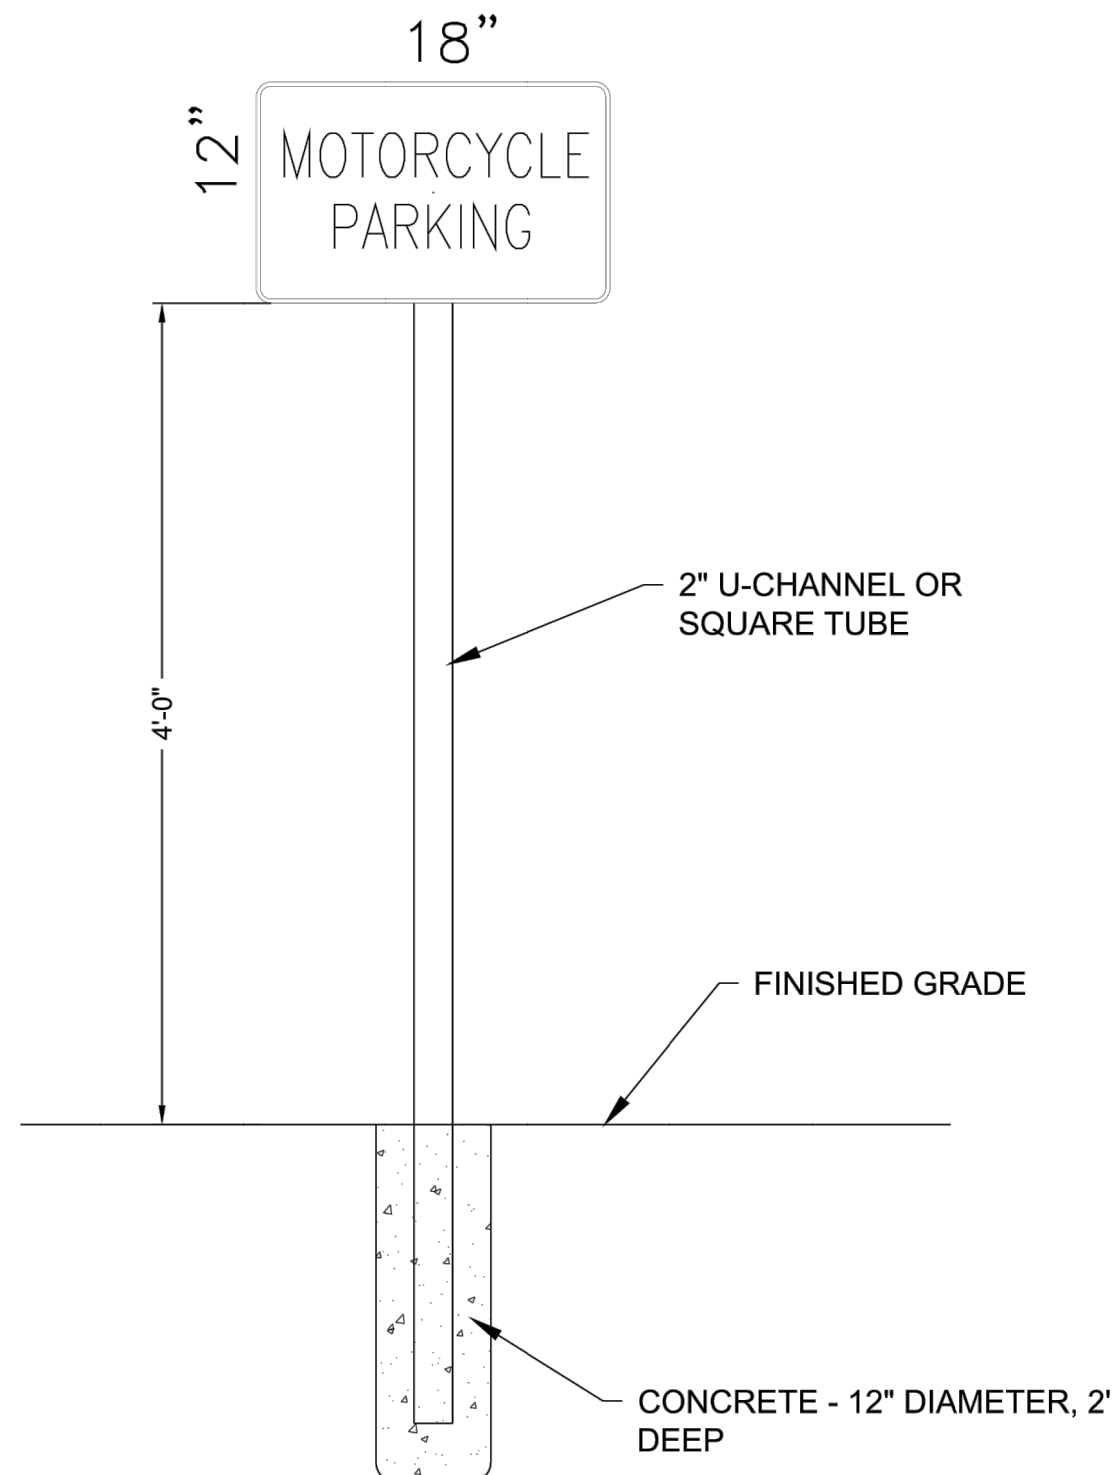 18”
12”
MOTORCYCLE
PARKING
2" U-CHANNEL OR
SQUARE TUBE
4'-0"
FINISHED GRADE
CONCRETE - 12" DIAMETER, 2'
DEEP